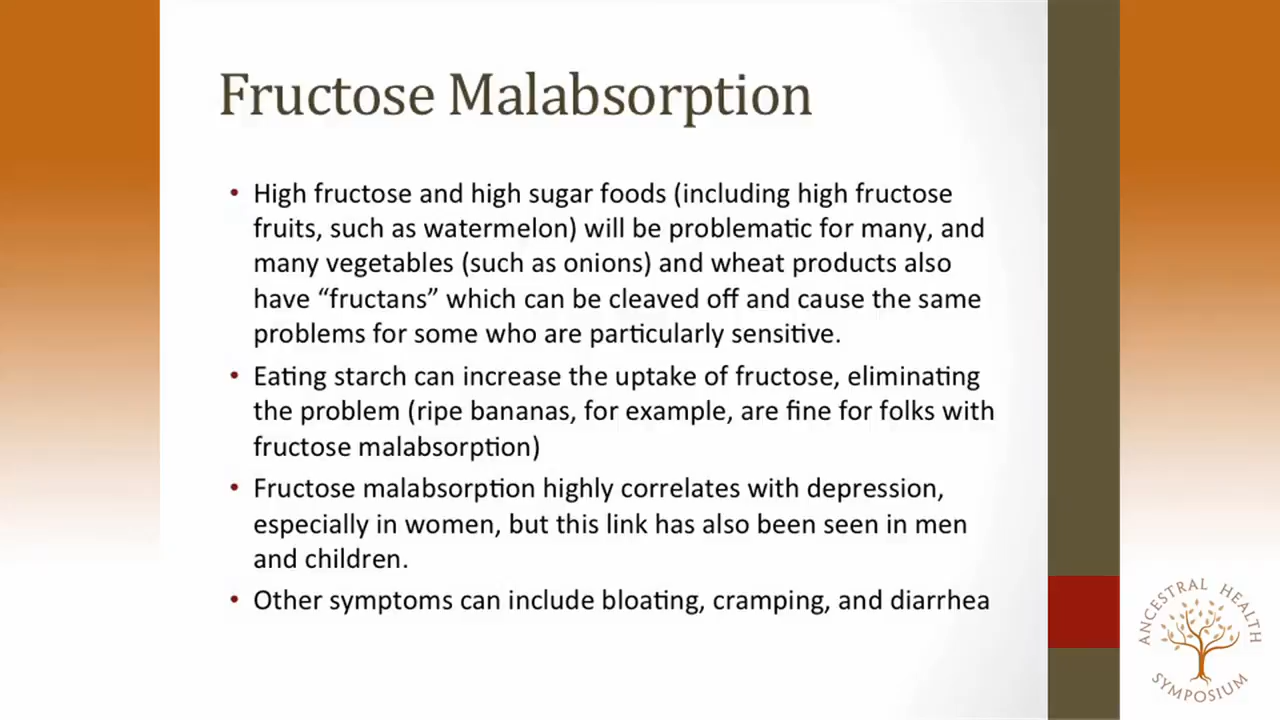 Fructose Malabsorption
• High fructose and high sugar foods (including high fructose
fruits, such as watermelon) will be problematic for many, and
many vegetables (such as onions) and wheat products also
have “fructans” which can be cleaved off and cause the same
problems for some who are particularly sensitive.
• Eating starch can increase the uptake of fructose, eliminating
the problem (ripe bananas, for example, are fine for folks with
fructose malabsorption)
• Fructose malabsorption highly correlates with depression,
especially in women, but this link has also been seen in men
and children.
• Other symptoms can include bloating, cramping, and diarrhea
ANCESTRAL HEALTH
SYMPOSIUM